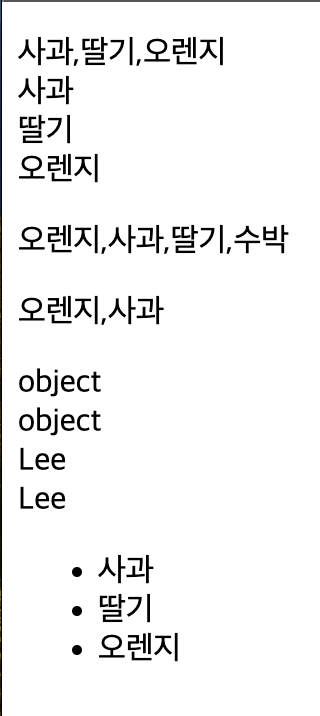 사과,딸기,오렌지
사과
딸기
오렌지
오렌지,사과,딸기,수박
오렌지,사과
object
object
Lee
Lee
• 사과
• 딸기
• 오렌지